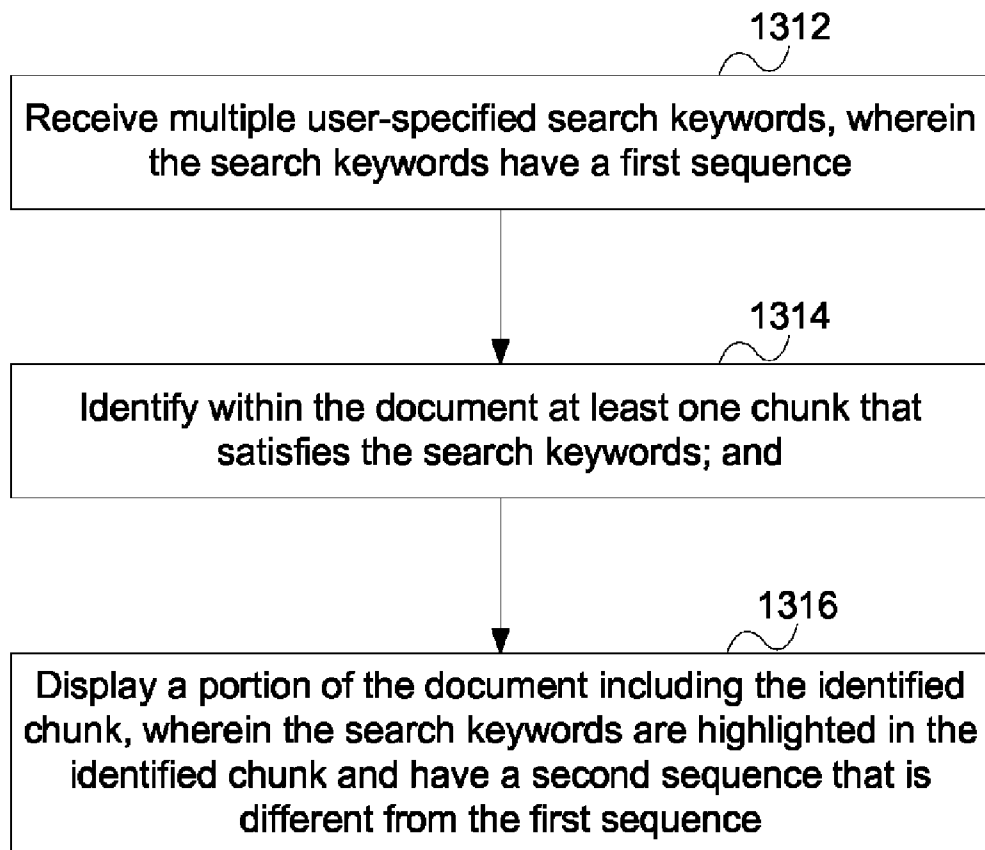 1312
Receive multiple user-specified search keywords, wherein
the search keywords have a first sequence
1314
Identify within the document at least one chunk that
satisfies the search keywords; and
1316
Display a portion of the document including the identified
chunk, wherein the search keywords are highlighted in the
identified chunk and have a second sequence that is
different from the first sequence